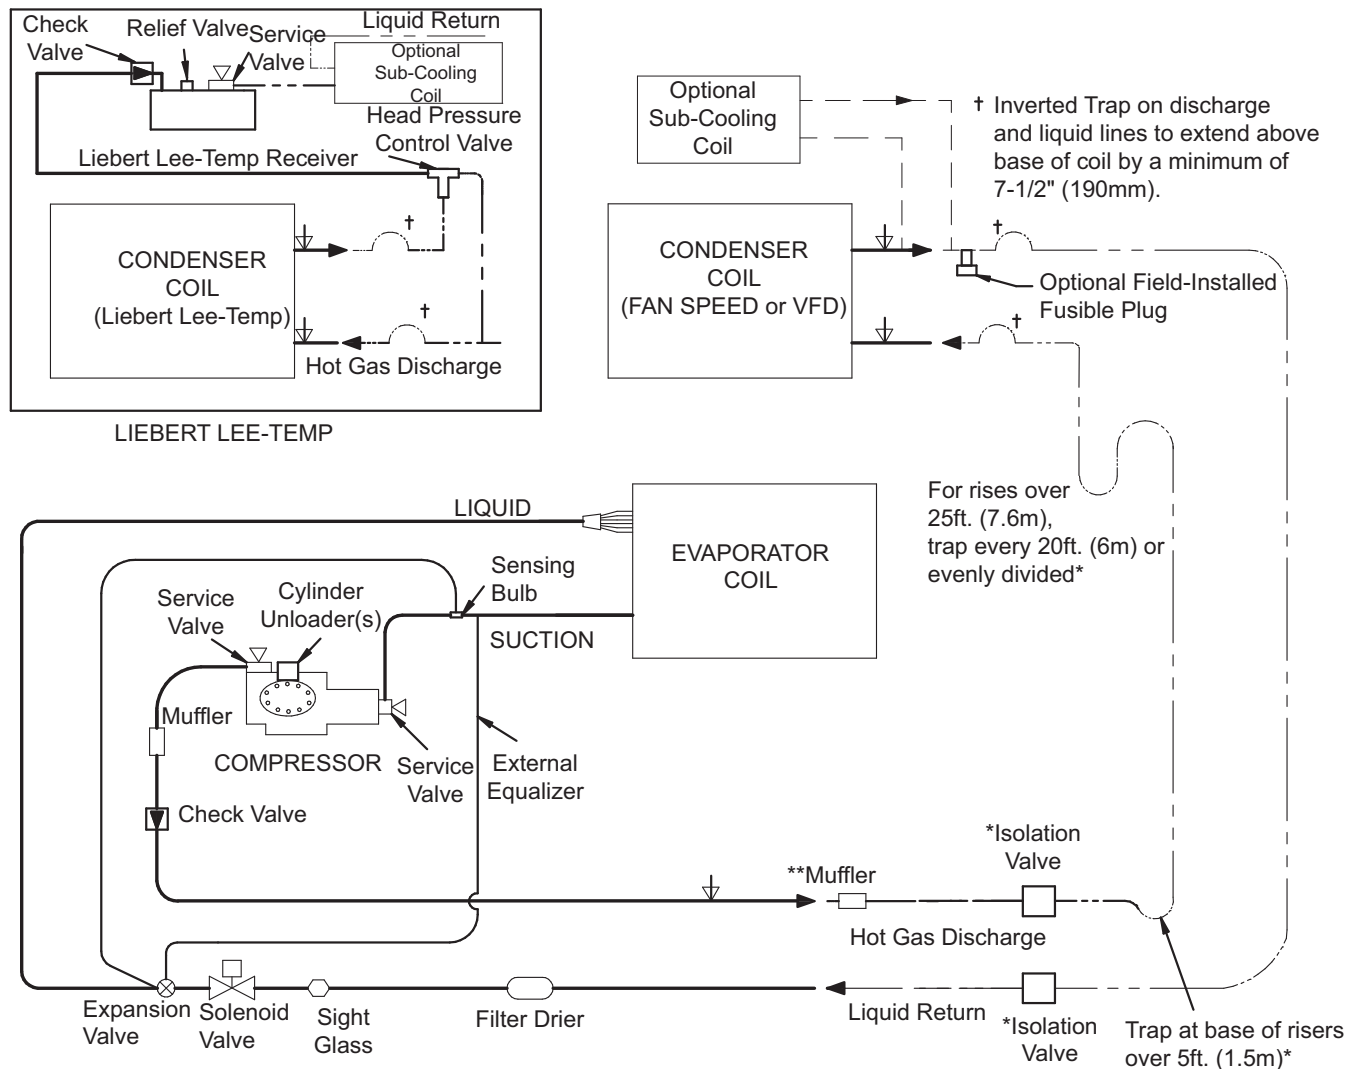 Check
Valve
Relief Valve
Service
Valve
Liquid Return
Optional
Sub-Cooling
Coil
Head Pressure
Control Valve
Liebert Lee-Temp Receiver
†
CONDENSER
COIL
(Liebert Lee-Temp)
†
Hot Gas Discharge
LIEBERT LEE-TEMP
Optional
Sub-Cooling
Coil
† Inverted Trap on discharge
and liquid lines to extend above
base of coil by a minimum of
7-1/2" (190mm).
†
CONDENSER
COIL
(FAN SPEED or VFD)
Optional Field-Installed
Fusible Plug
†
For rises over
25ft. (7.6m),
trap every 20ft. (6m) or
evenly divided*
LIQUID
EVAPORATOR
COIL
Sensing
Bulb
SUCTION
Service
Valve
Cylinder
Unloader(s)
Muffler
COMPRESSOR
Service
Valve
External
Equalizer
Check Valve
**Muffler
*Isolation
Valve
Hot Gas Discharge
Expansion
Valve
Solenoid
Valve
Sight
Glass
Filter Drier
Liquid Return
*Isolation
Valve
Trap at base of risers
over 5ft. (1.5m)*